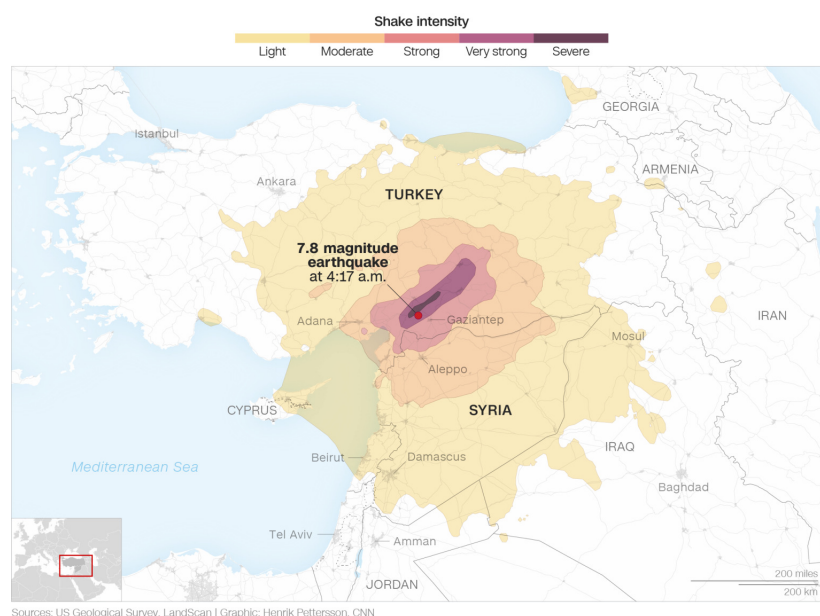 Shake intensity
Light Moderate Strong Very strong Severe
GEORGIA
Istanbul
ARMENIA
Ankara
TURKEY
7.8 magnitude
earthquake
at 4:17 a.m.
IRAN
Adana
Gaziantep
Mosul
Aleppo
CYPRUS
SYRIA
IRAQ
Beirut
Damascus
Mediterranean Sea
Baghdad
Tel Aviv
Amman
200 miles
JORDAN
200 km
Sources: US Geological Survey, LandScan | Graphic: Henrik Pettersson, CNN